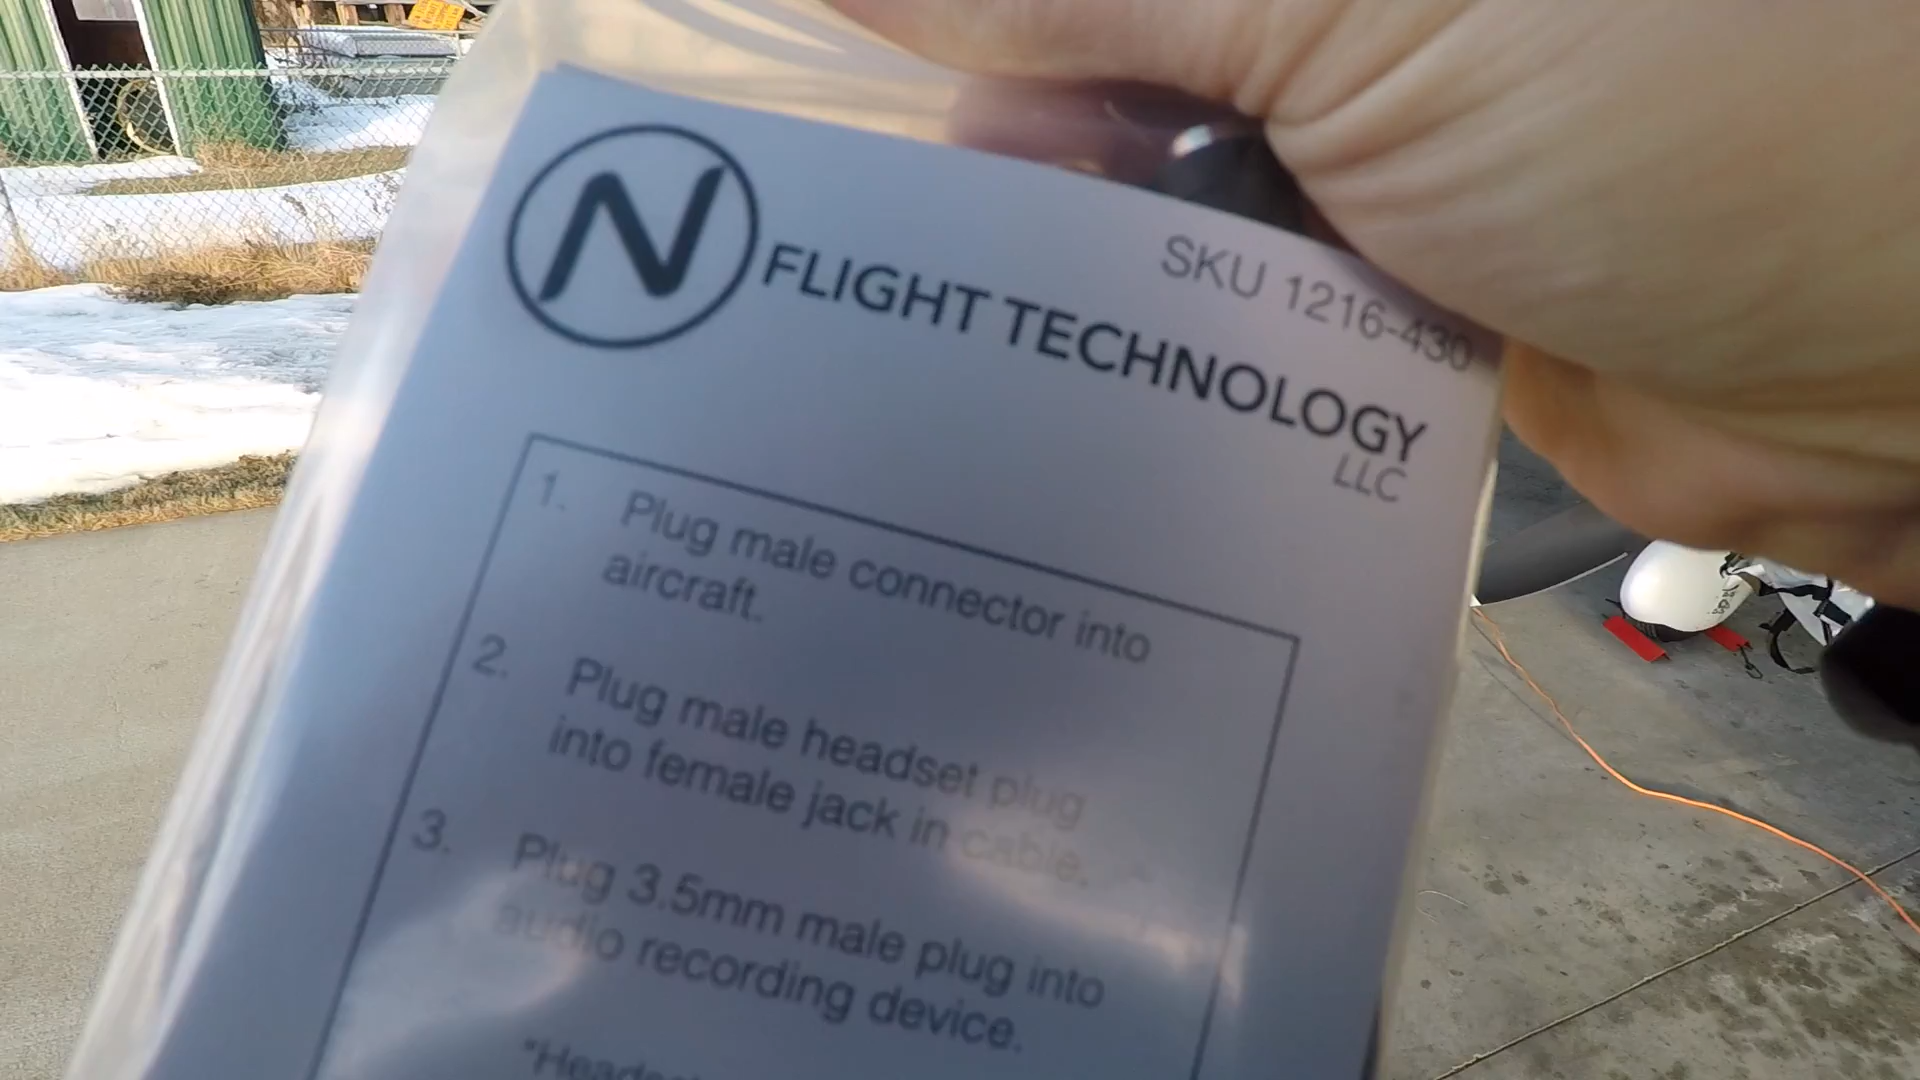 N FLIGHT TECHNOLOGY
LLC
SKU 1216-430
1. Plug male connector into
aircraft.
2. Plug male headset plug
into female jack in cable.
3. Plug 3.5mm male plug into
audio recording device.